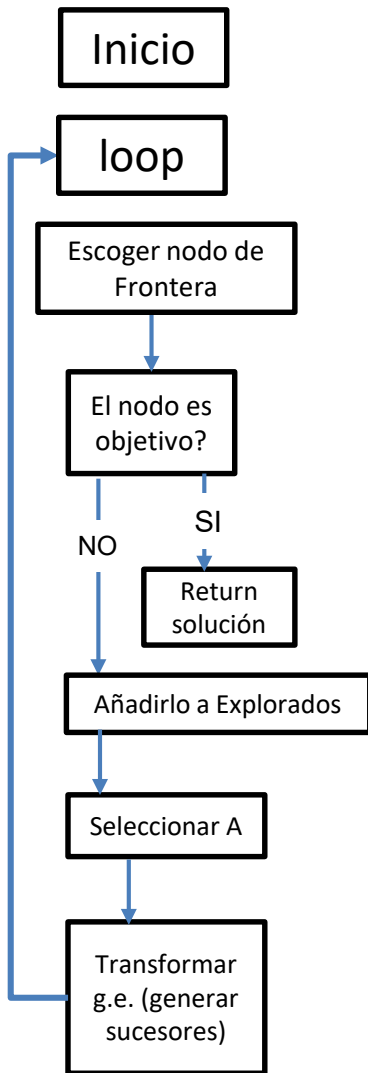 Inicio
loop
Escoger nodo de
Frontera
El nodo es
objetivo?
SI
NO
Return
solución
Añadirlo a Explorados
Seleccionar A
Transformar
g.e. (generar
sucesores)